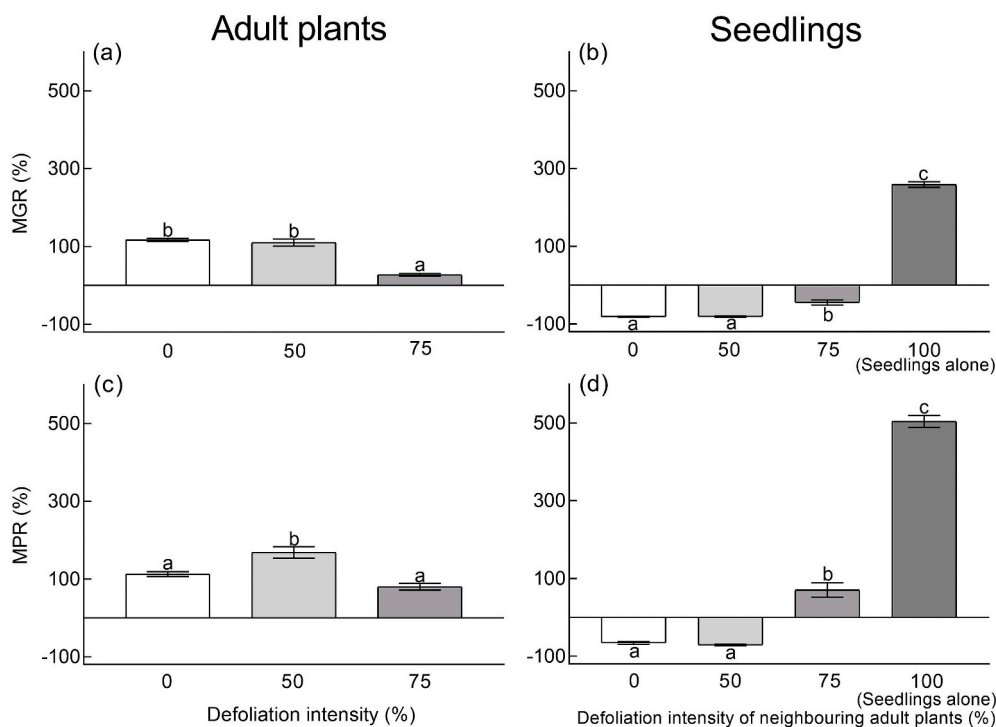 Adult plants
Seedlings
(a)
(b)
500
300
100
-100
MGR (%)
b
b
a
0
50
75
500
300
100
-100
a
a
b
c
0
50
75
100
(Seedlings alone)
(c)
(d)
500
300
100
-100
MPR (%)
a
b
a
0
50
75
Defoliation intensity (%)
500
300
100
-100
a
a
b
c
0
50
75
100
(Seedlings alone)
Defoliation intensity of neighbouring adult plants (%)